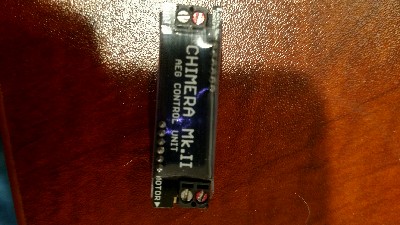 CHIMERA Mk.II
AEG CONTROL UNIT
MOTOR